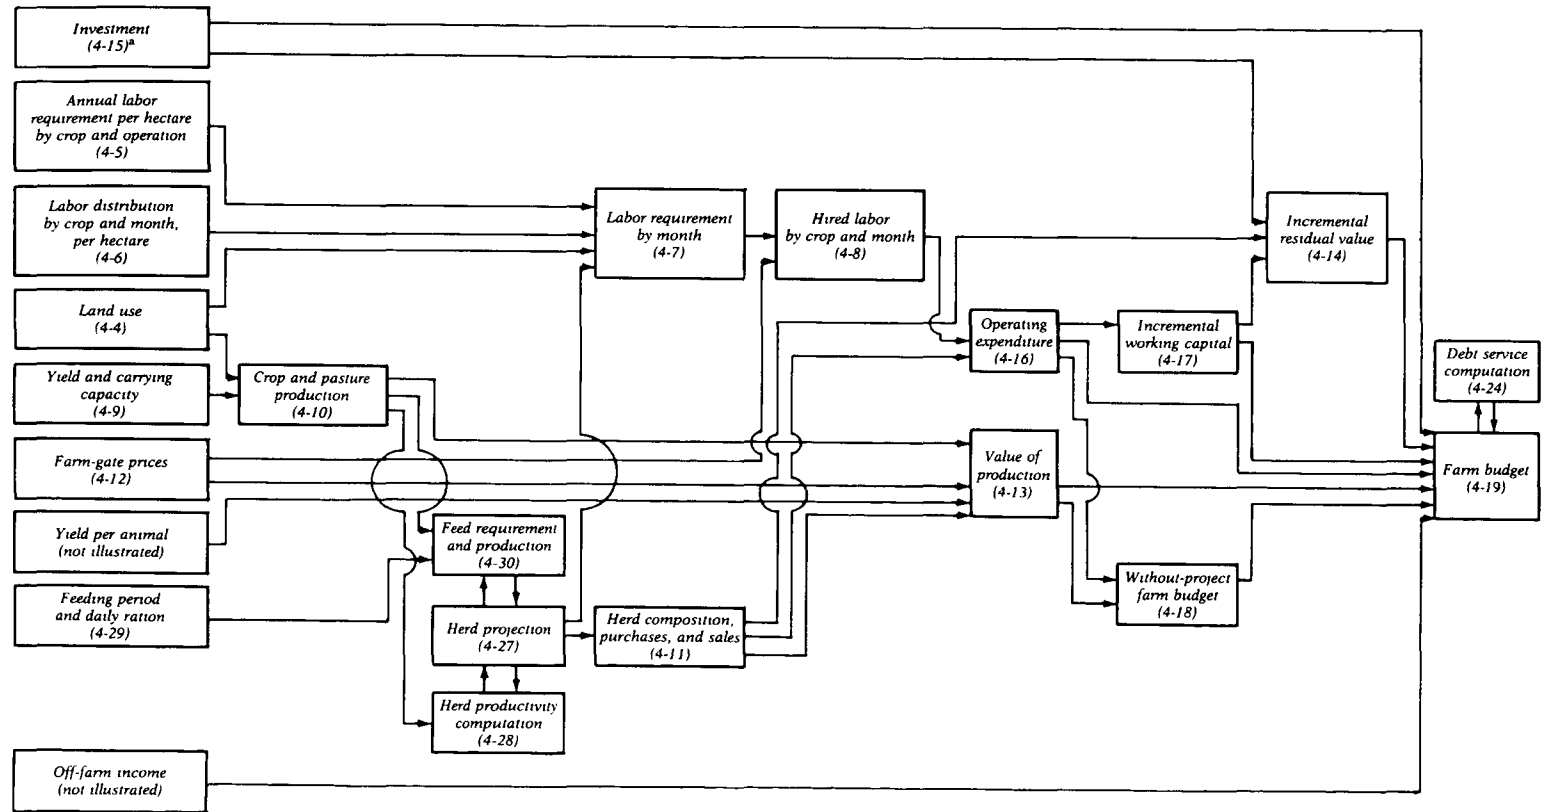 Investment
(4-15)ª
Annual labor
requirement per hectare
by crop and operation
(4-5)
Labor distribution
by crop and month,
per hectare
(4-6)
Land use
(4-4)
Yield and carrying
capacity
(4-9)
Farm-gate prices
(4-12)
Yield per animal
(not illustrated)
Feeding period
and daily ration
(4-29)
Off-farm income
(not illustrated)
Crop and pasture
production
(4-10)
Feed requirement
and production
(4-30)
Herd projection
(4-27)
Herd productivity
computation
(4-28)
Labor requirement
by month
(4-7)
Herd composition,
purchases, and sales
(4-11)
Hired labor
by crop and month
(4-8)
Operating
expenditure
(4-16)
Value of
production
(4-13)
Incremental
working capital
(4-17)
Without-project
farm budget
(4-18)
Incremental
residual value
(4-14)
Debt service
computation
(4-24)
Farm budget
(4-19)